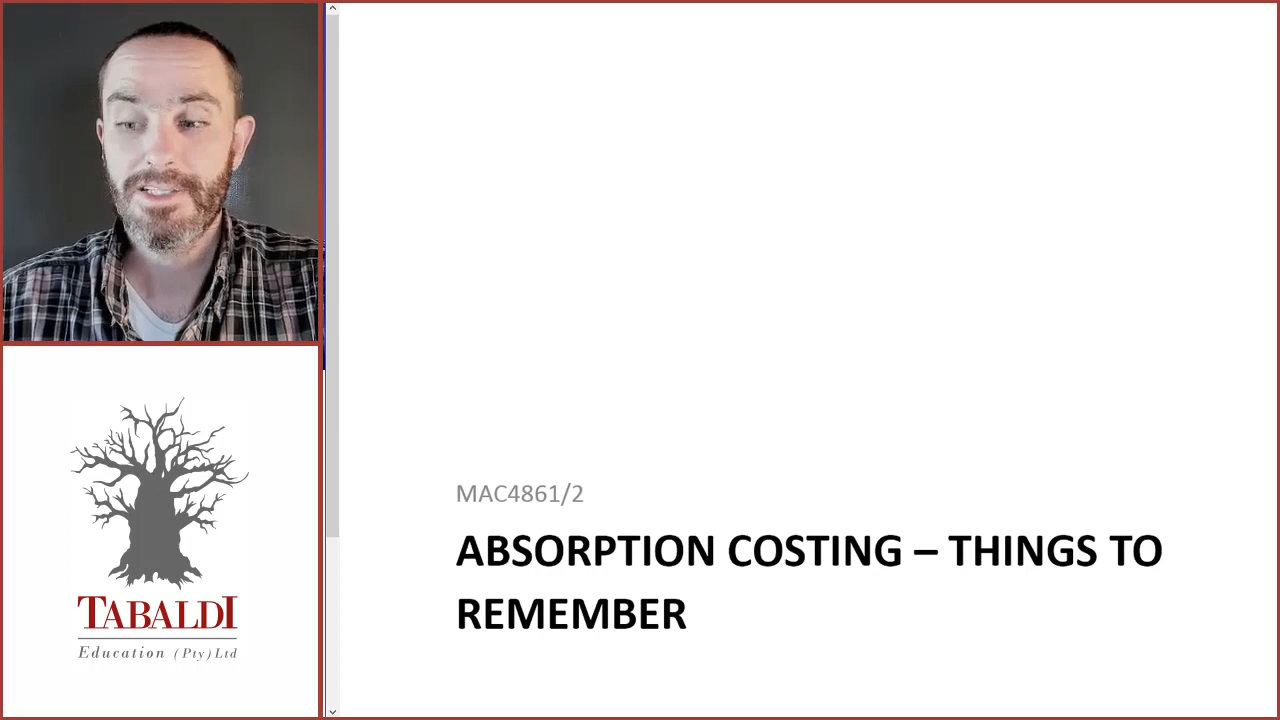 MAC4861/2
ABSORPTION COSTING – THINGS TO
REMEMBER
TABALDI
Education (Pty) Ltd